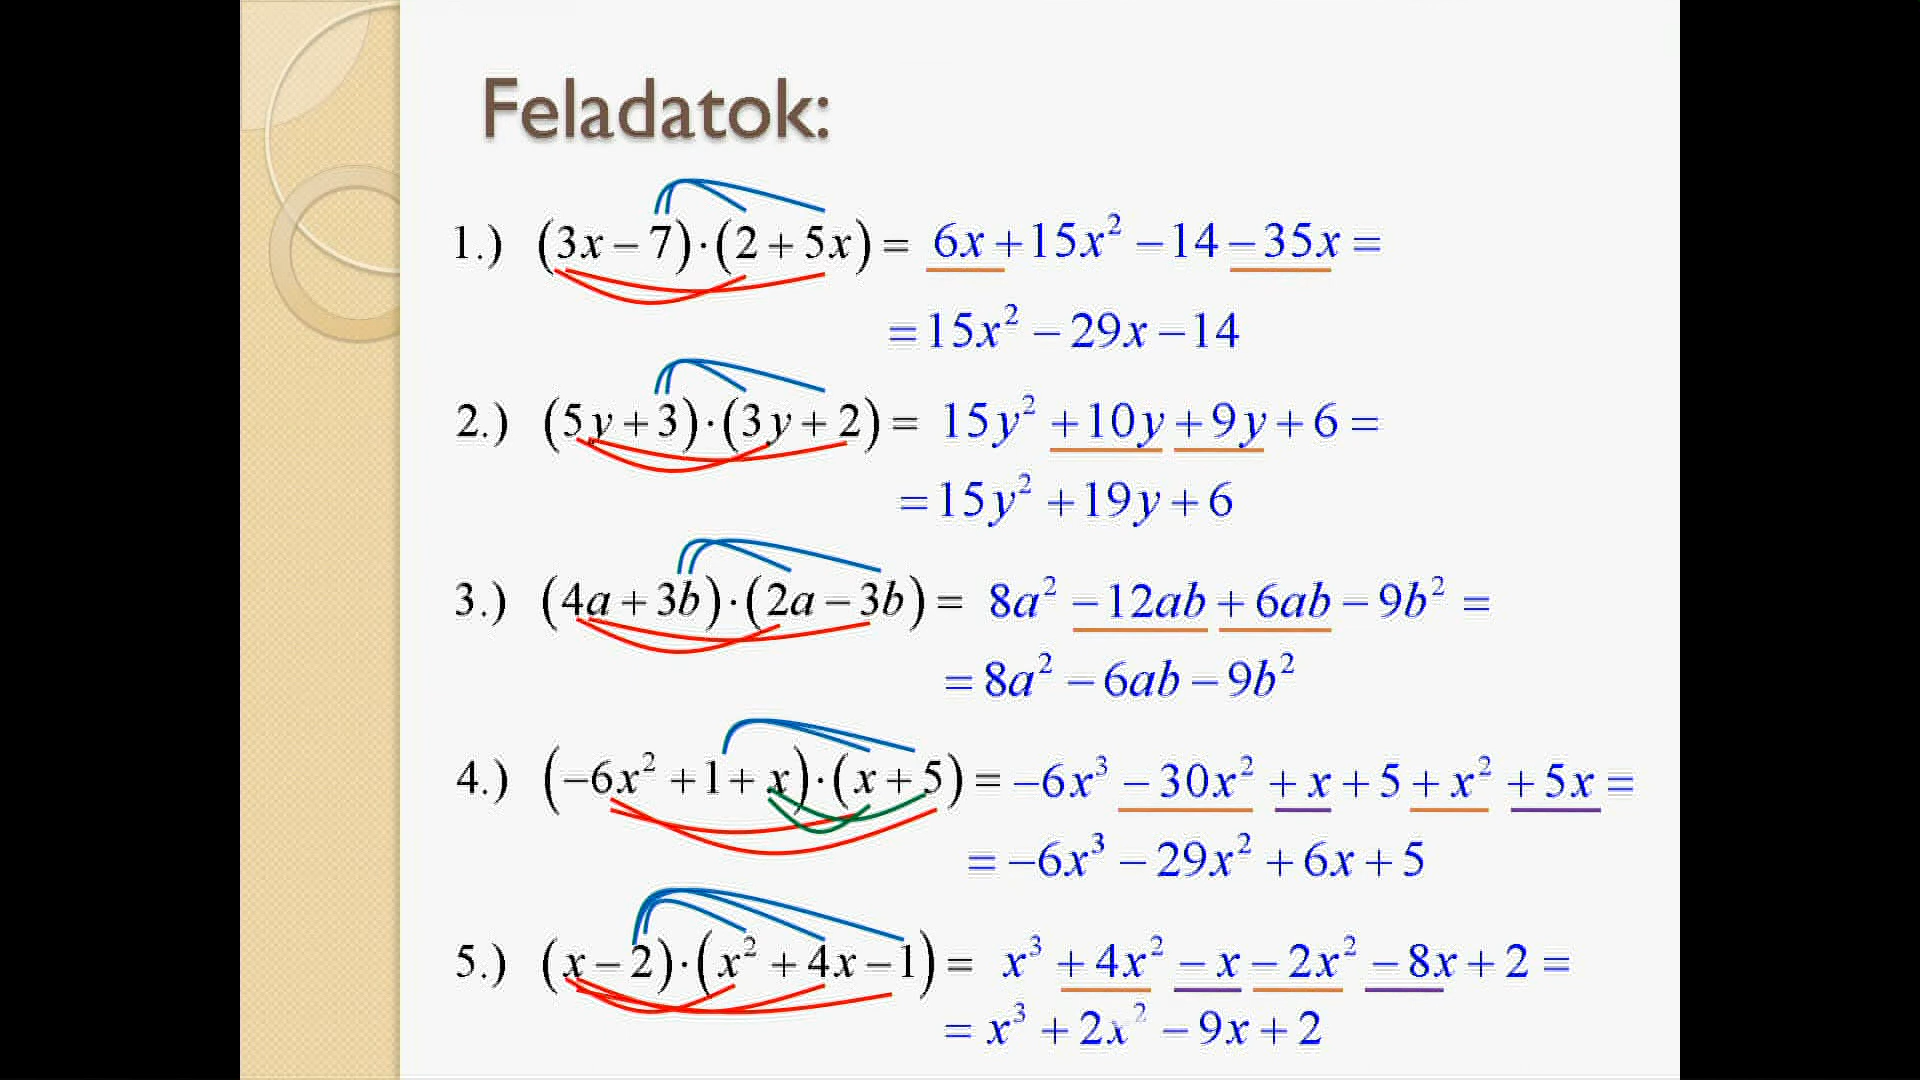 Feladatok:
1.) (3x − 7)·(2 + 5x) = 6x + 15x² − 14 − 35x =
= 15x² − 29x − 14
2.) (5y + 3)·(3y + 2) = 15y² + 10y + 9y + 6 =
= 15y² + 19y + 6
3.) (4a + 3b)·(2a − 3b) = 8a² − 12ab + 6ab − 9b² =
= 8a² − 6ab − 9b²
4.) (−6x² + 1 + x)·(x + 5) = −6x³ − 30x² + x + 5 + x² + 5x =
= −6x³ − 29x² + 6x + 5
5.) (x − 2)·(x² + 4x − 1) = x³ + 4x² − x − 2x² − 8x + 2 =
= x³ + 2x² − 9x + 2